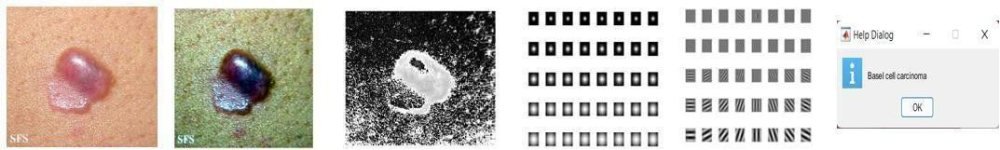 SFS
SFS
Help Dialog
Basel cell carcinoma
OK